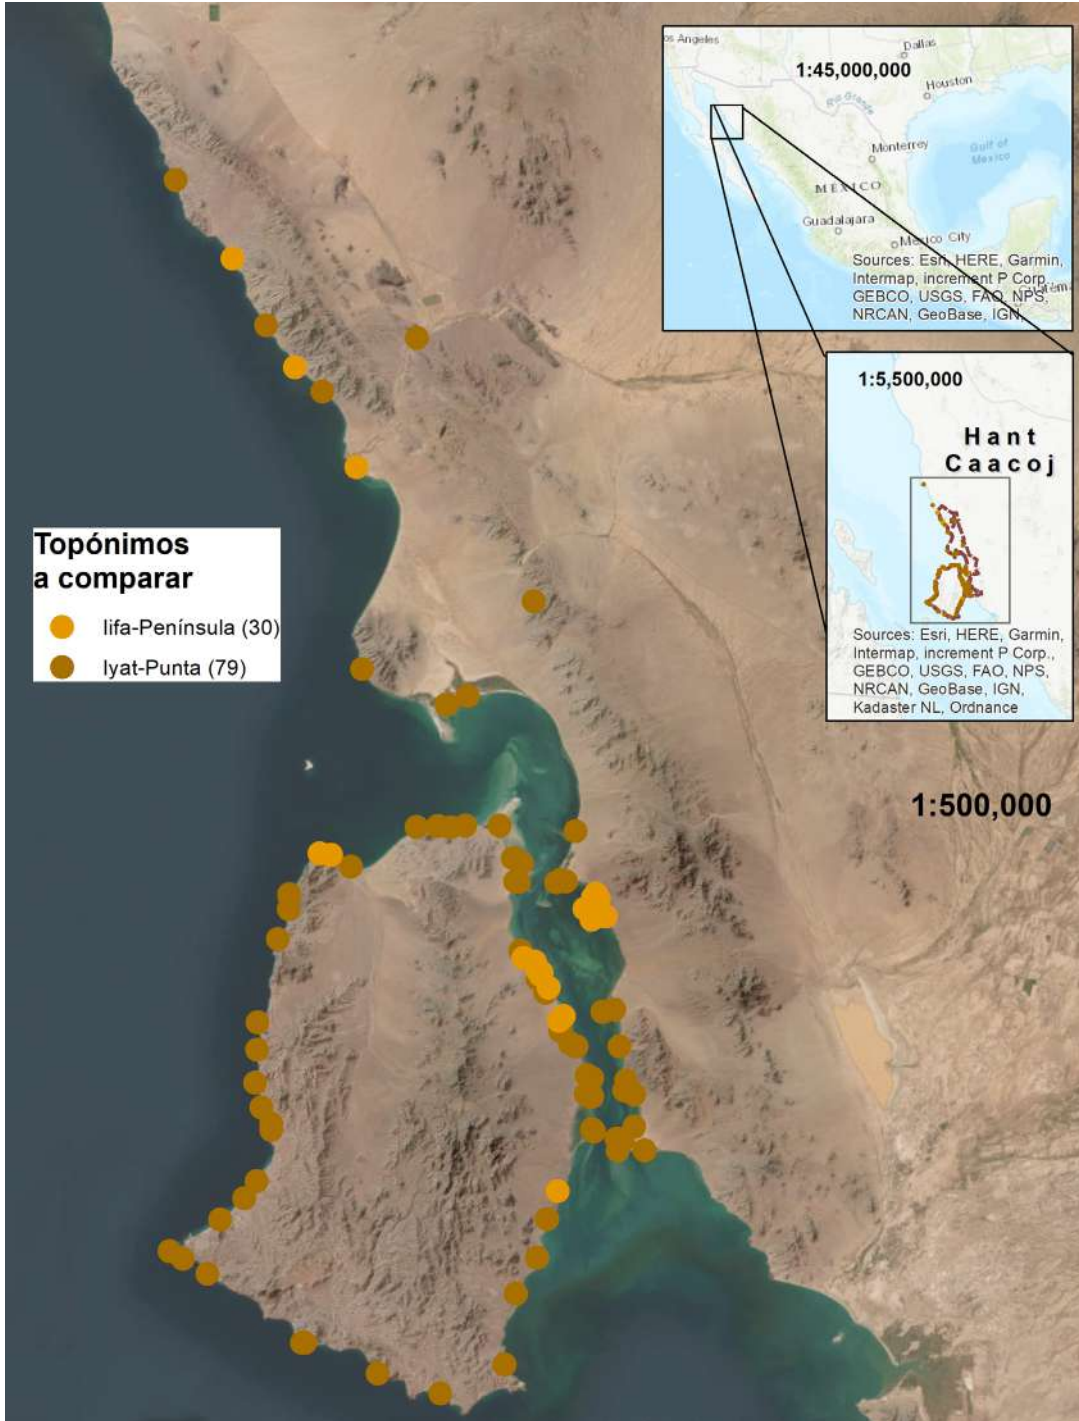 os Angeles
Dallas
1:45,000,000
Houston
Rio Grande
Monterrey
Gulf of
Mexico
MÉXICO
Guadalajara
Mexico City
Sources: Esri, HERE, Garmin,
Intermap, increment P Corp.,
GEBCO, USGS, FAO, NPS,
NRCAN, GeoBase, IGN,
1:5,500,000
Hant
Caacoj
Sources: Esri, HERE, Garmin,
Intermap, increment P Corp.,
GEBCO, USGS, FAO, NPS,
NRCAN, GeoBase, IGN,
Kadaster NL, Ordnance
Topónimos
a comparar
Iifa-Península (30)
Iyat-Punta (79)
1:500,000